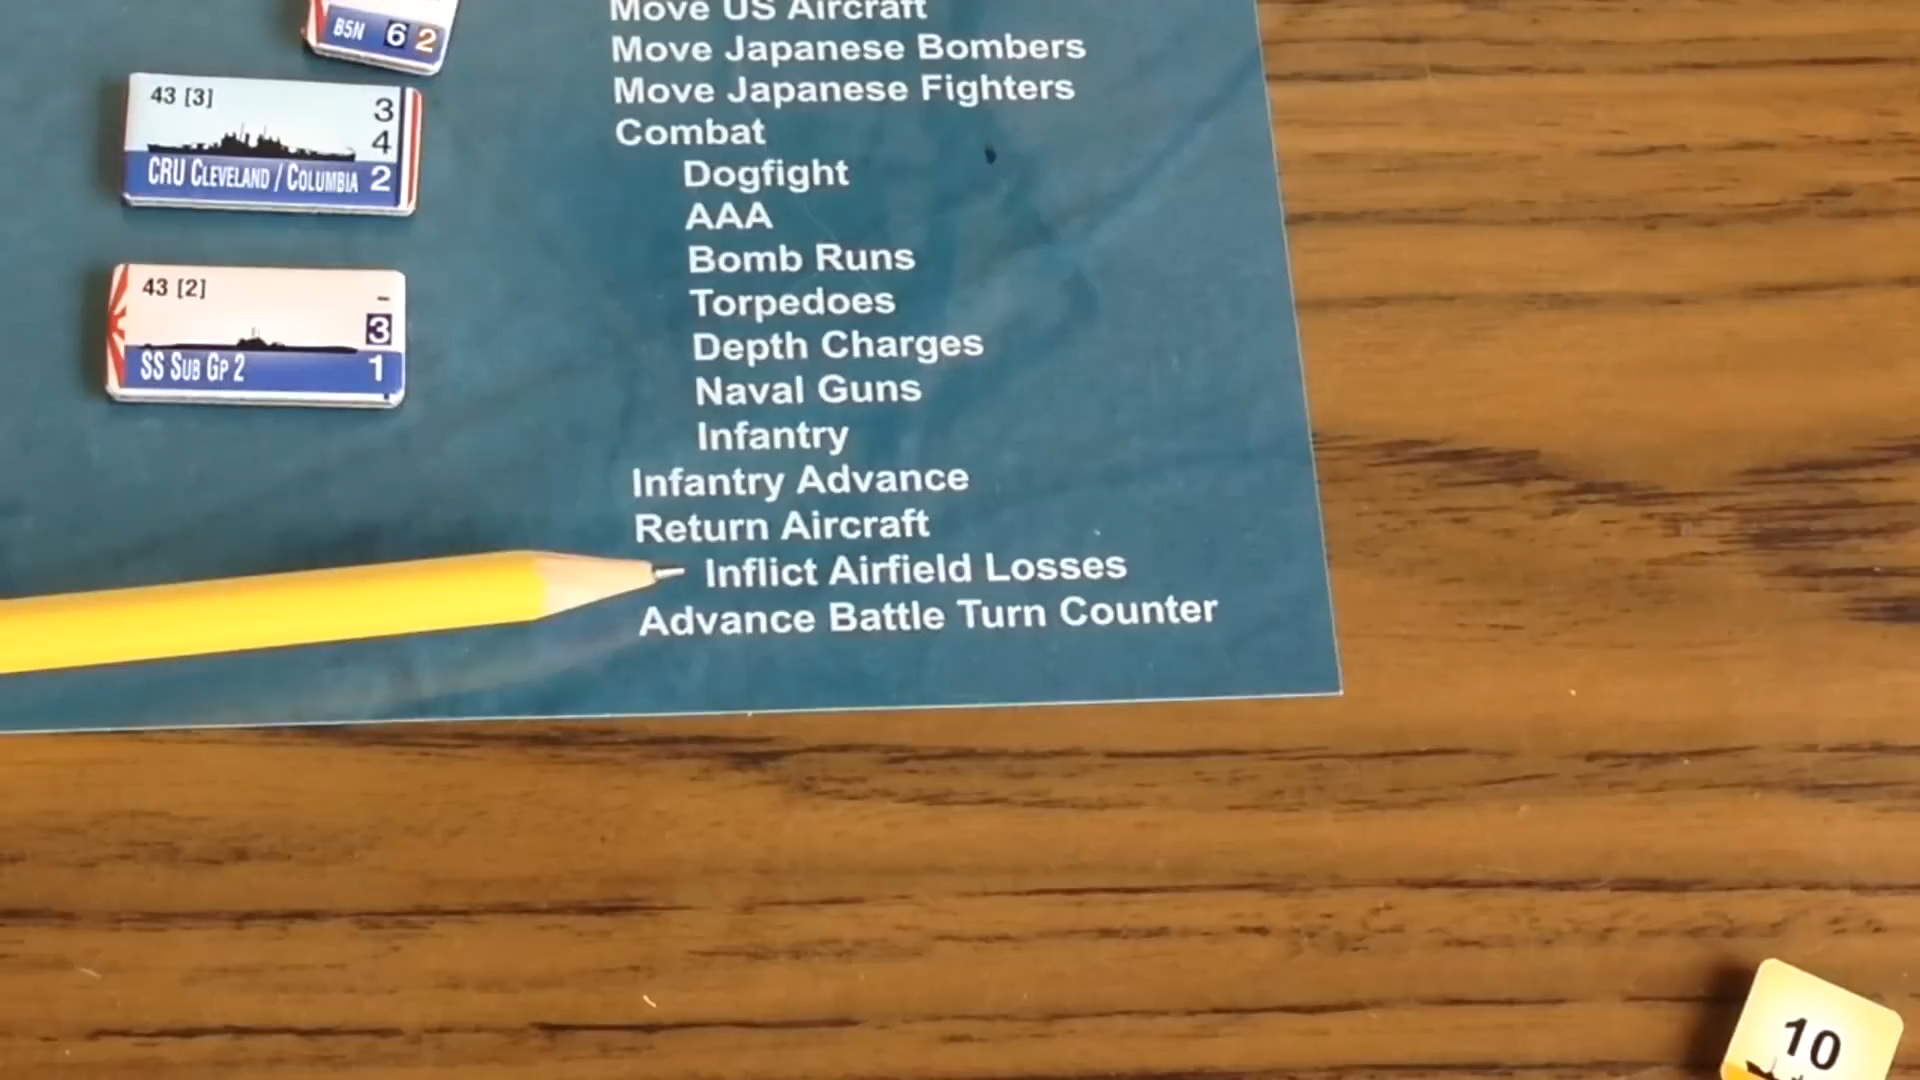 B5N 6 2
43 [3] 3
4
CRU CLEVELAND / COLUMBIA 2
43 [2] –
3
SS SUB GP 2 1
Move US Aircraft
Move Japanese Bombers
Move Japanese Fighters
Combat
Dogfight
AAA
Bomb Runs
Torpedoes
Depth Charges
Naval Guns
Infantry
Infantry Advance
Return Aircraft
Inflict Airfield Losses
Advance Battle Turn Counter
10